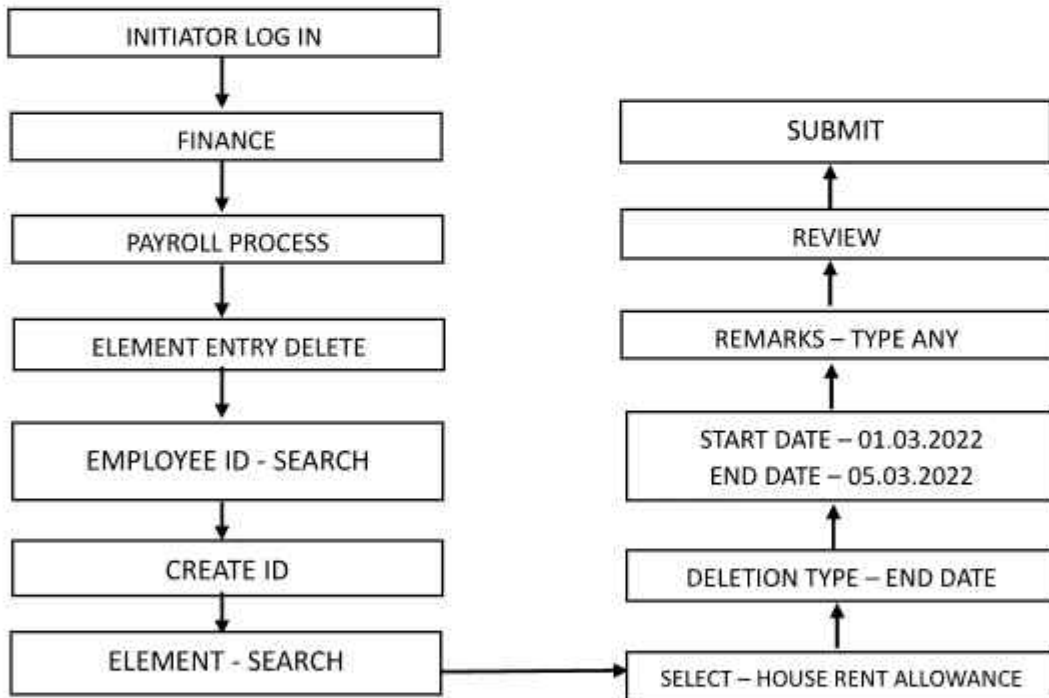 INITIATOR LOG IN
FINANCE
PAYROLL PROCESS
ELEMENT ENTRY DELETE
EMPLOYEE ID - SEARCH
CREATE ID
ELEMENT - SEARCH
SELECT – HOUSE RENT ALLOWANCE
DELETION TYPE – END DATE
START DATE – 01.03.2022
END DATE – 05.03.2022
REMARKS – TYPE ANY
REVIEW
SUBMIT